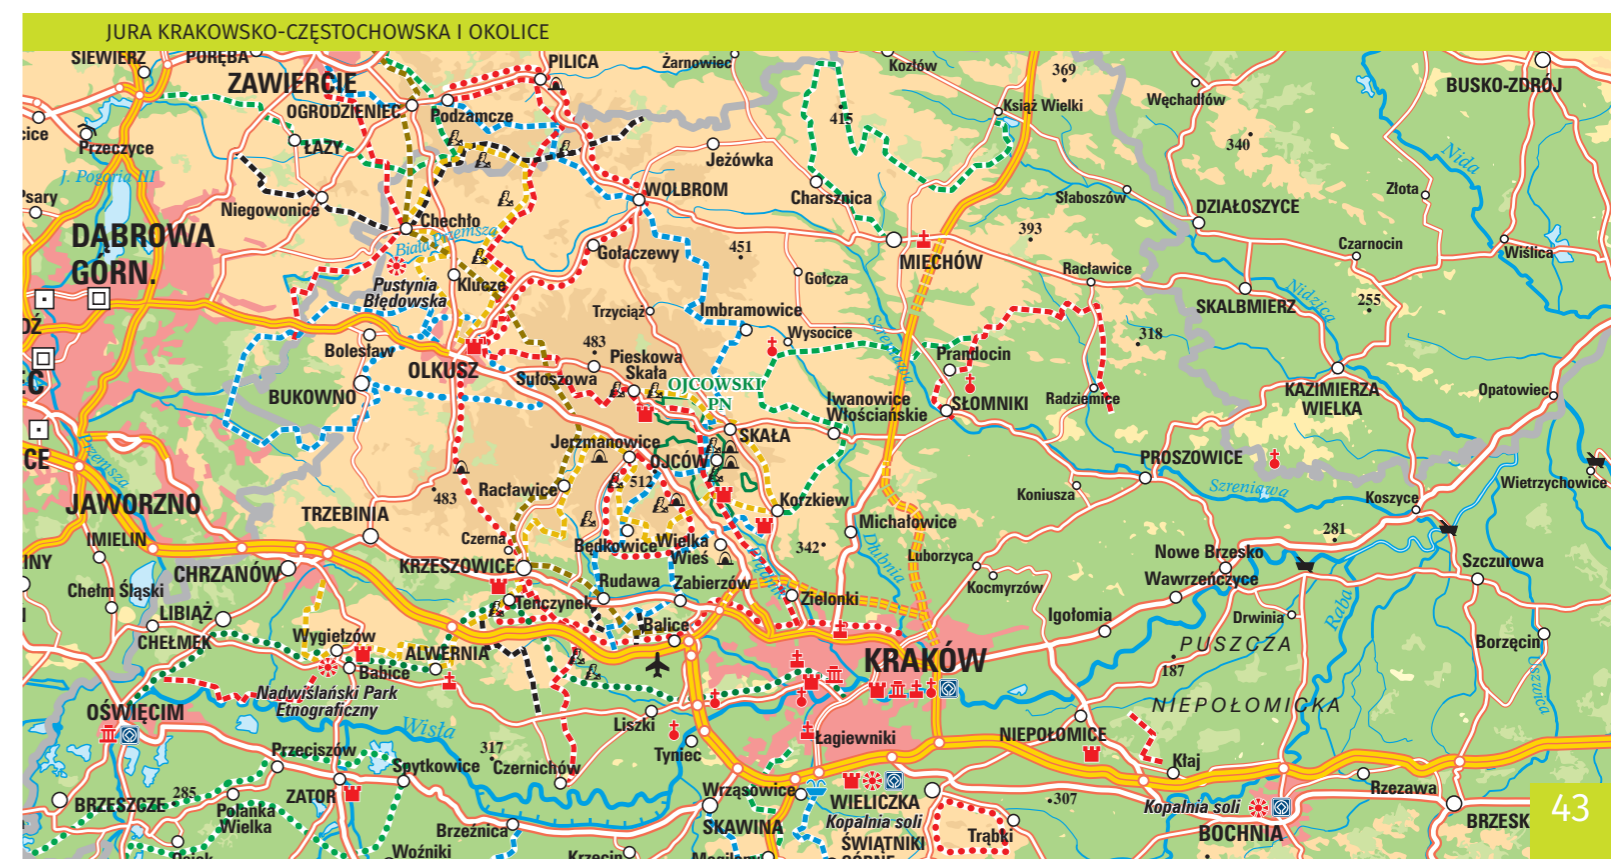 JURA KRAKOWSKO-CZĘSTOCHOWSKA I OKOLICE
SIEWIERZ
PORĘBA
PILICA
Żarnowiec
Kozłów
369
BUSKO-ZDRÓJ
ZAWIERCIE
OGRODZIENIEC
Podzamcze
415
Książ Wielki
Węchadłów
340
Przeczyce
ŁAZY
Jeżówka
Nida
J. Pogoria III
Niegowonice
WOLBROM
Charsznica
Słaboszów
Złota
DZIAŁOSZYCE
DĄBROWA
GÓRN.
Chechło
Biała Przemsza
Gołaczewy
451
393
MIECHÓW
Czarnocin
Wiślica
Pustynia
Błędowska
Klucze
Gołcza
Racławice
SKALBMIERZ
Nidzica
255
Trzyciąż
Imbramowice
Wysocice
Szreniawa
318
Bolesław
OLKUSZ
483
Pieskowa
Skała
Sułoszowa
OJCOWSKI
PN
Prandocin
BUKOWNO
Iwanowice
Włościańskie
SŁOMNIKI
Radziemice
KAZIMIERZA
WIELKA
Opatowiec
Jerzmanowice
SKAŁA
OJCÓW
PROSZOWICE
Przemsza
512
483
Racławice
Korzkiew
Koniusza
Szreniawa
Koszyce
Wietrzychowice
JAWORZNO
TRZEBINIA
IMIELIN
Czerna
Będkowice
Wielka
Wieś
342
Michałowice
Dłubnia
Luborzyca
281
Nowe Brzesko
Szczurowa
CHRZANÓW
KRZESZOWICE
Rudawa
Zabierzów
Prądnik
Zielonki
Kocmyrzów
Wawrzeńczyce
Chełm Śląski
LIBIĄŻ
Tenczynek
Igołomia
Drwinia
Raba
CHEŁMEK
Wygiełzów
Balice
PUSZCZA
Borzęcin
Babice
ALWERNIA
KRAKÓW
187
Uszwica
Nadwiślański Park
Etnograficzny
NIEPOŁOMICKA
OŚWIĘCIM
Wisła
Liszki
Łagiewniki
NIEPOŁOMICE
Przeciszów
317
Tyniec
Spytkowice
Czernichów
Kłaj
BRZESZCZE
285
Polanka
Wielka
ZATOR
Wrząsowice
WIELICZKA
Kopalnia soli
307
Kopalnia soli
Rzezawa
43
Brzeźnica
SKAWINA
ŚWIĄTNIKI
Trąbki
BOCHNIA
BRZESK
Woźniki